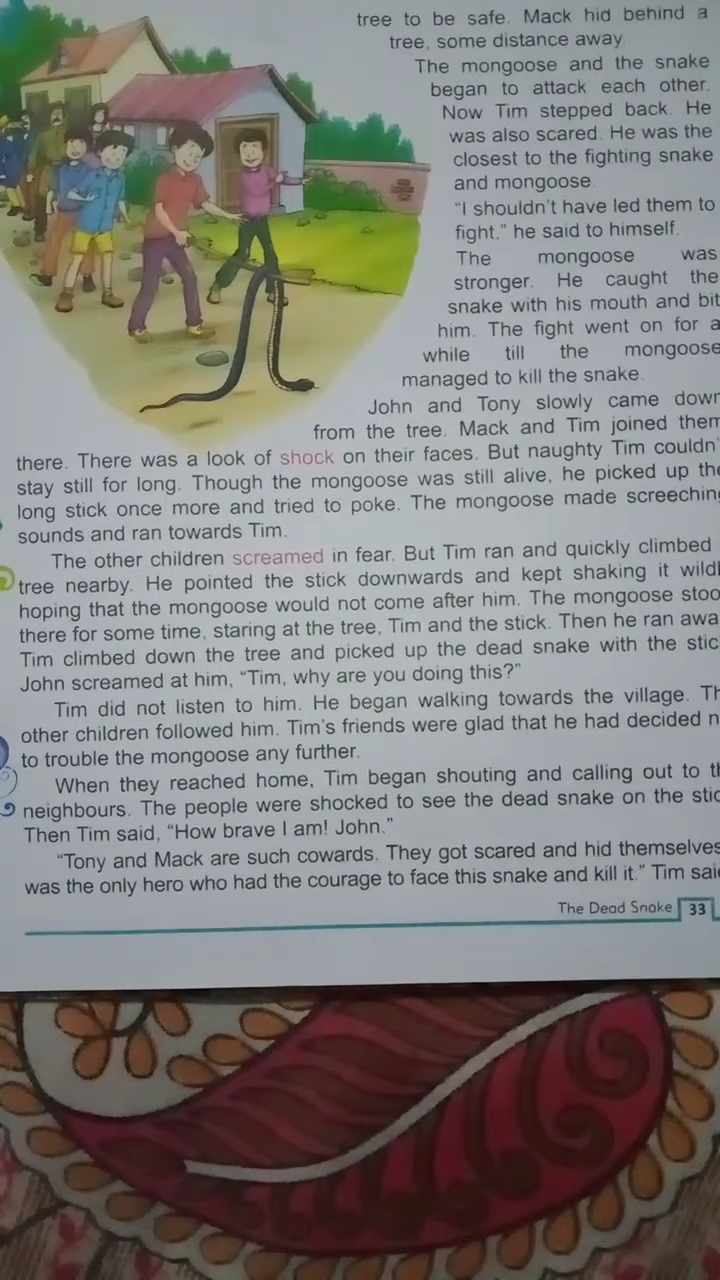 tree to be safe. Mack hid behind a
tree, some distance away.
The mongoose and the snake
began to attack each other.
Now Tim stepped back. He
was also scared. He was the
closest to the fighting snake
and mongoose.
“I shouldn’t have led them to
fight,” he said to himself.
The mongoose was
stronger. He caught the
snake with his mouth and bit
him. The fight went on for a
while till the mongoose
managed to kill the snake.
John and Tony slowly came down
from the tree. Mack and Tim joined them
there. There was a look of shock on their faces. But naughty Tim couldn’
stay still for long. Though the mongoose was still alive, he picked up the
long stick once more and tried to poke. The mongoose made screeching
sounds and ran towards Tim.
The other children screamed in fear. But Tim ran and quickly climbed
tree nearby. He pointed the stick downwards and kept shaking it wildl
hoping that the mongoose would not come after him. The mongoose stoo
there for some time, staring at the tree, Tim and the stick. Then he ran awa
Tim climbed down the tree and picked up the dead snake with the stic
John screamed at him, “Tim, why are you doing this?”
Tim did not listen to him. He began walking towards the village. Th
other children followed him. Tim’s friends were glad that he had decided n
to trouble the mongoose any further.
When they reached home, Tim began shouting and calling out to th
neighbours. The people were shocked to see the dead snake on the stic
Then Tim said, “How brave I am! John.”
“Tony and Mack are such cowards. They got scared and hid themselves
was the only hero who had the courage to face this snake and kill it.” Tim said
The Dead Snake 33